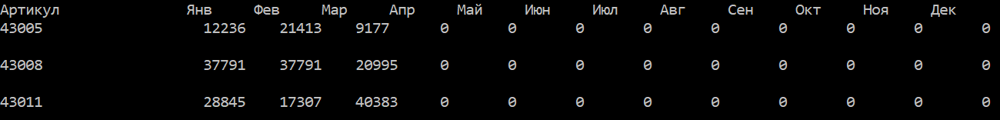 Артикул Янв Фев Мар Апр Май Июн Июл Авг Сен Окт Ноя Дек
43005 12236 21413 9177 0 0 0 0 0 0 0 0 0
43008 37791 37791 20995 0 0 0 0 0 0 0 0 0
43011 28845 17307 40383 0 0 0 0 0 0 0 0 0